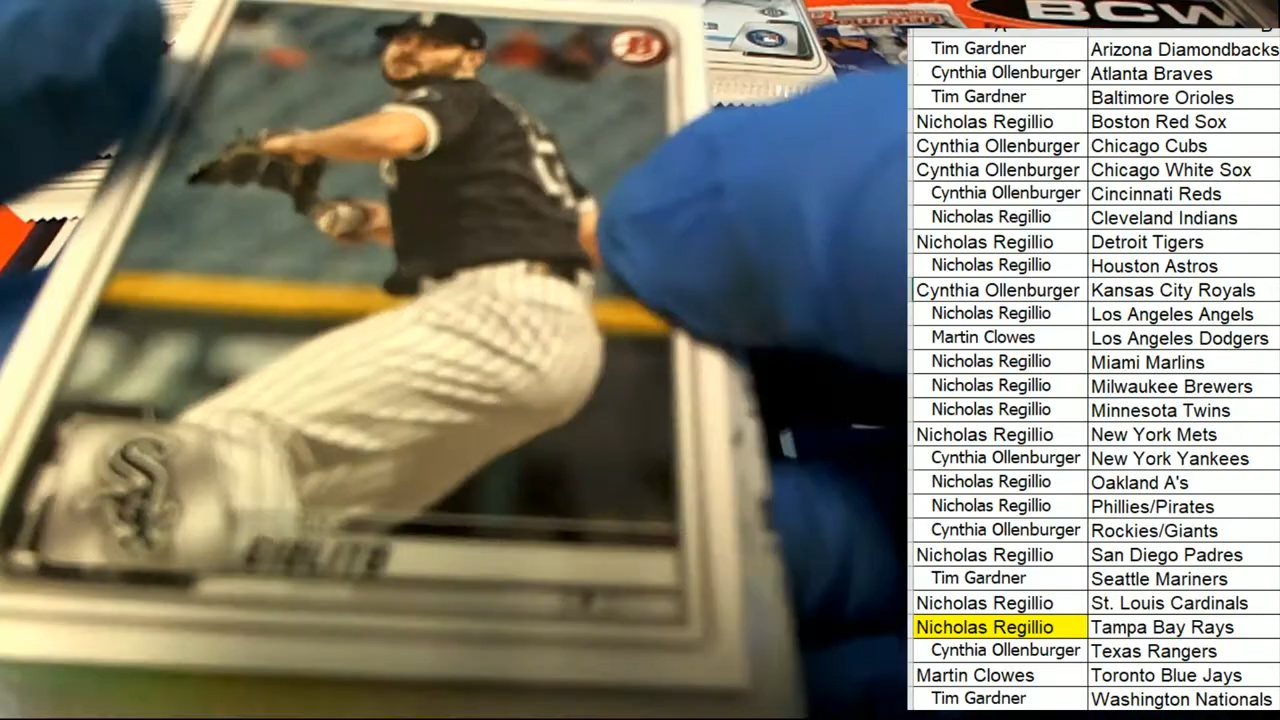 BCW
Bowman
B
Sox
GIOLITO
P
Tim Gardner Arizona Diamondbacks
Cynthia Ollenburger Atlanta Braves
Tim Gardner Baltimore Orioles
Nicholas Regillio Boston Red Sox
Cynthia Ollenburger Chicago Cubs
Cynthia Ollenburger Chicago White Sox
Cynthia Ollenburger Cincinnati Reds
Nicholas Regillio Cleveland Indians
Nicholas Regillio Detroit Tigers
Nicholas Regillio Houston Astros
Cynthia Ollenburger Kansas City Royals
Nicholas Regillio Los Angeles Angels
Martin Clowes Los Angeles Dodgers
Nicholas Regillio Miami Marlins
Nicholas Regillio Milwaukee Brewers
Nicholas Regillio Minnesota Twins
Nicholas Regillio New York Mets
Cynthia Ollenburger New York Yankees
Nicholas Regillio Oakland A's
Nicholas Regillio Phillies/Pirates
Cynthia Ollenburger Rockies/Giants
Nicholas Regillio San Diego Padres
Tim Gardner Seattle Mariners
Nicholas Regillio St. Louis Cardinals
Nicholas Regillio Tampa Bay Rays
Cynthia Ollenburger Texas Rangers
Martin Clowes Toronto Blue Jays
Tim Gardner Washington Nationals